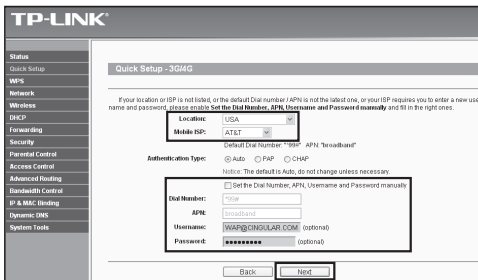 TP-LINK®
Status
Quick Setup
WPS
Network
Wireless
DHCP
Forwarding
Security
Parental Control
Access Control
Advanced Routing
Bandwidth Control
IP & MAC Binding
Dynamic DNS
System Tools
Quick Setup - 3G/4G
If your location or ISP is not listed, or the default Dial number / APN is not the latest one, or your ISP requires you to enter a new use
name and password, please enable Set the Dial Number, APN, Username and Password manually and fill in the right ones.
Location: USA
Mobile ISP: AT&T
Default Dial Number: "*99#" APN: "broadband"
Authentication Type: Auto PAP CHAP
Notice: The default is Auto, do not change unless necessary.
Set the Dial Number, APN, Username and Password manually
Dial Number: *99#
APN: broadband
Username: WAP@CINGULAR.COM (optional)
Password: ●●●●●●●●● (optional)
Back Next